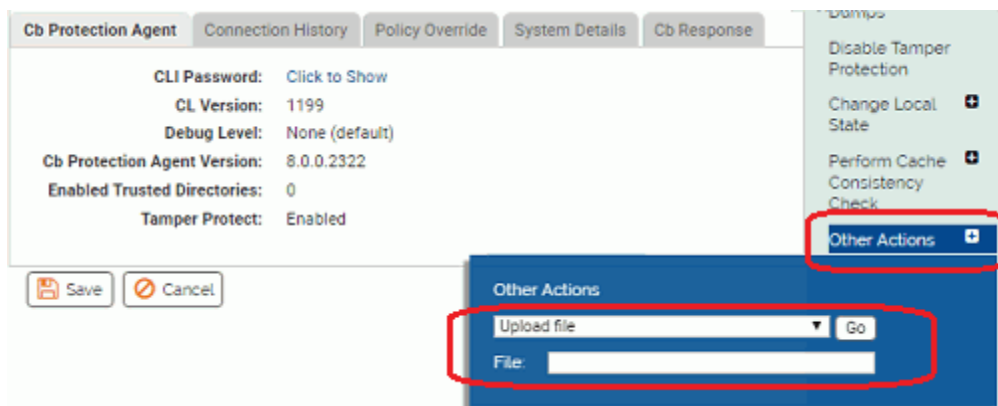 Cb Protection Agent Connection History Policy Override System Details Cb Response
CLI Password: Click to Show
CL Version: 1199
Debug Level: None (default)
Cb Protection Agent Version: 8.0.0.2322
Enabled Trusted Directories: 0
Tamper Protect: Enabled
Save Cancel
Dumps
Disable Tamper
Protection
Change Local
State
Perform Cache
Consistency
Check
Other Actions
Other Actions
Upload file Go
File: